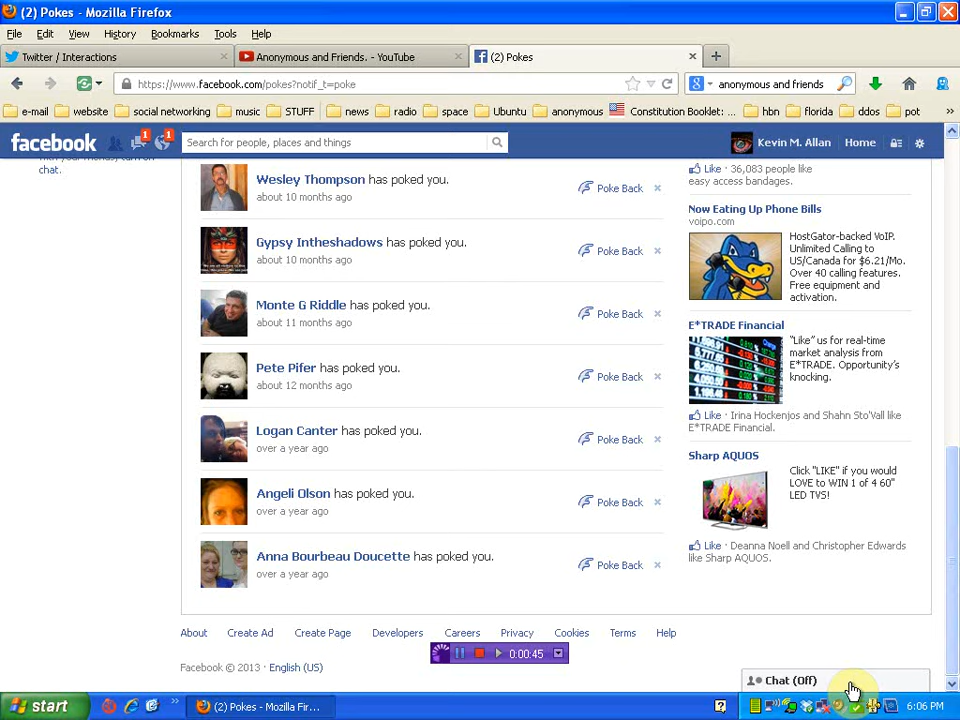 (2) Pokes - Mozilla Firefox
File Edit View History Bookmarks Tools Help
Twitter / Interactions
Anonymous and Friends. - YouTube
(2) Pokes
https://www.facebook.com/pokes?notif_t=poke
anonymous and friends
e-mail website social networking music STUFF news radio space Ubuntu anonymous Constitution Booklet: hbn florida ddos pot
facebook
1
1
Search for people, places and things
Kevin M. Allan Home
chat.
Wesley Thompson has poked you.
about 10 months ago
Poke Back
Gypsy Intheshadows has poked you.
about 10 months ago
Poke Back
Monte G Riddle has poked you.
about 11 months ago
Poke Back
Pete Pifer has poked you.
about 12 months ago
Poke Back
Logan Canter has poked you.
over a year ago
Poke Back
Angeli Olson has poked you.
over a year ago
Poke Back
Anna Bourbeau Doucette has poked you.
over a year ago
Poke Back
Like · 36,083 people like
easy access bandages.
Now Eating Up Phone Bills
voipo.com
HostGator-backed VoIP.
Unlimited Calling to
US/Canada for $6.21/Mo.
Over 40 calling features.
Free equipment and
activation.
E*TRADE Financial
"Like" us for real-time
market analysis from
E*TRADE. Opportunity's
knocking.
Like · Irina Hockenjos and Shahn Sto'Vall like
E*TRADE Financial.
Sharp AQUOS
Click "LIKE" if you would
LOVE to WIN 1 of 4 60"
LED TVS!
Like · Deanna Noell and Christopher Edwards
like Sharp AQUOS.
About Create Ad Create Page Developers Careers Privacy Cookies Terms Help
0:00:45
Facebook © 2013 · English (US)
Chat (Off)
start
(2) Pokes - Mozilla Fir...
6:06 PM